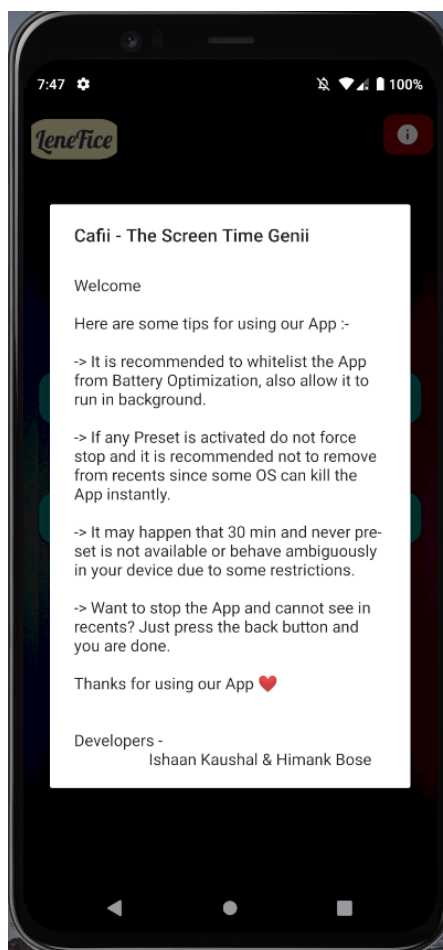 7:47
100%
LeneFice
Cafii - The Screen Time Genii
Welcome
Here are some tips for using our App :-
-> It is recommended to whitelist the App
from Battery Optimization, also allow it to
run in background.
-> If any Preset is activated do not force
stop and it is recommended not to remove
from recents since some OS can kill the
App instantly.
-> It may happen that 30 min and never pre-
set is not available or behave ambiguously
in your device due to some restrictions.
-> Want to stop the App and cannot see in
recents? Just press the back button and
you are done.
Thanks for using our App ❤️
Developers -
Ishaan Kaushal & Himank Bose